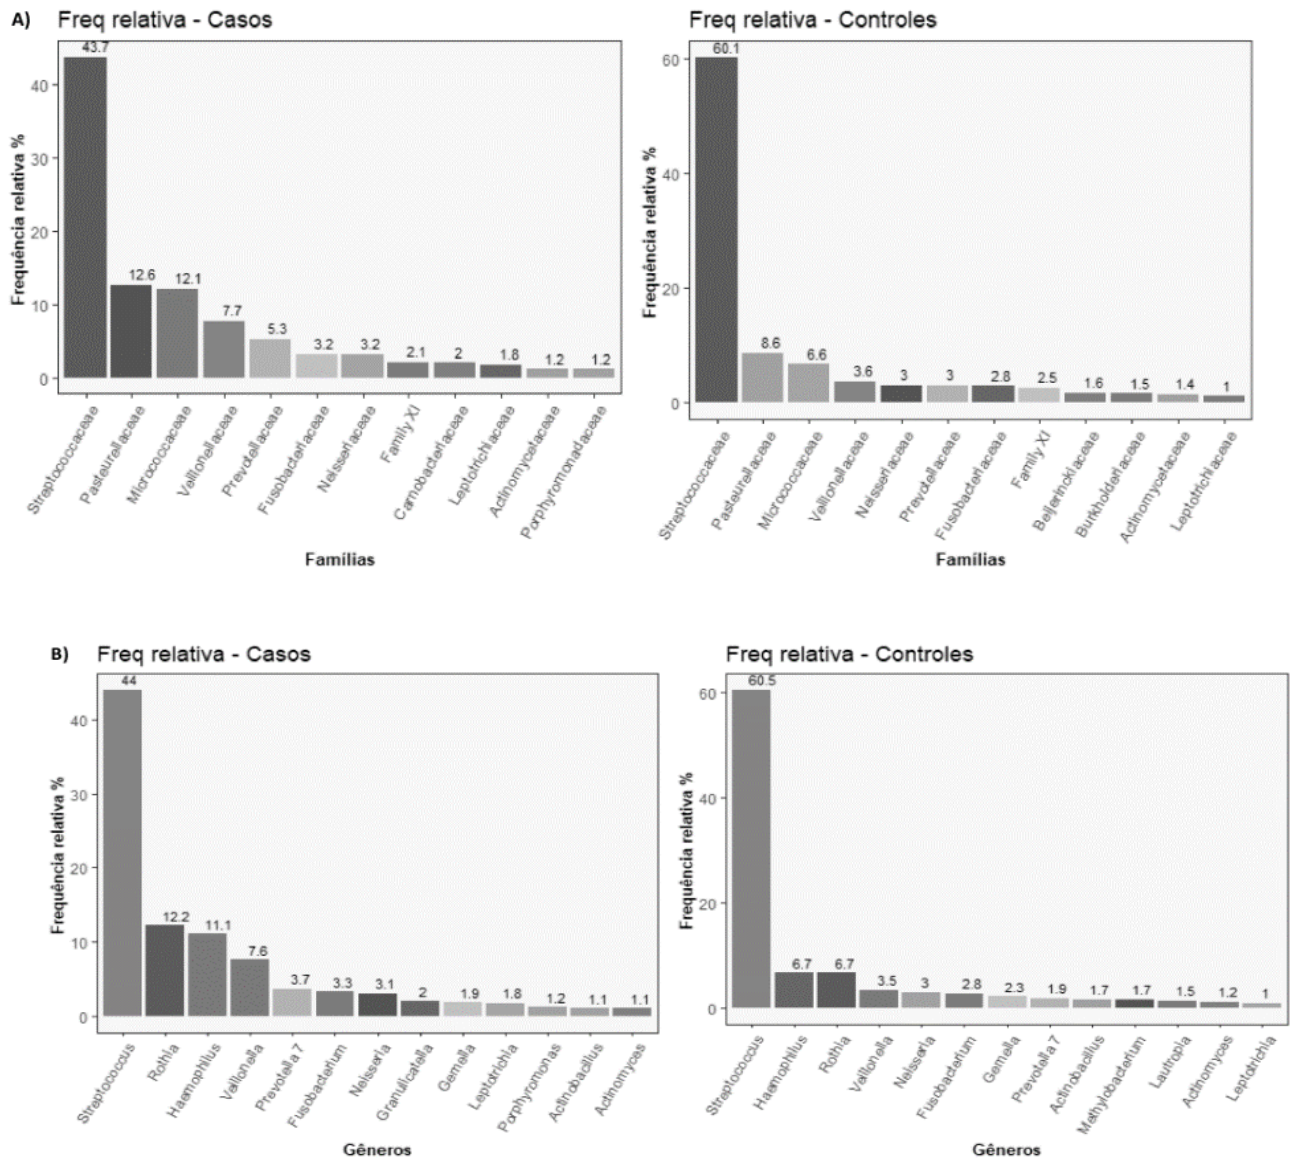 A)
Freq relativa - Casos
Frequência relativa %
40
30
20
10
0
43.7
12.6
12.1
7.7
5.3
3.2
3.2
2.1
2
1.8
1.2
1.2
Streptococcaceae
Pasteurellaceae
Micrococcaceae
Veillonellaceae
Prevotellaceae
Fusobacteriaceae
Neisseriaceae
Family XI
Carnobacteriaceae
Leptotrichiaceae
Actinomycetaceae
Porphyromonadaceae
Famílias
Freq relativa - Controles
Frequência relativa %
60
40
20
0
60.1
8.6
6.6
3.6
3
3
2.8
2.5
1.6
1.5
1.4
1
Streptococcaceae
Pasteurellaceae
Micrococcaceae
Veillonellaceae
Neisseriaceae
Prevotellaceae
Fusobacteriaceae
Family XI
Beijerinckiaceae
Burkholderiaceae
Actinomycetaceae
Leptotrichiaceae
Famílias
B)
Freq relativa - Casos
Frequência relativa %
40
30
20
10
0
44
12.2
11.1
7.6
3.7
3.3
3.1
2
1.9
1.8
1.2
1.1
1.1
Streptococcus
Rothia
Haemophilus
Veillonella
Prevotella 7
Fusobacterium
Neisseria
Granulicatella
Gemella
Leptotrichia
Porphyromonas
Actinobacillus
Actinomyces
Gêneros
Freq relativa - Controles
Frequência relativa %
60
40
20
0
60.5
6.7
6.7
3.5
3
2.8
2.3
1.9
1.7
1.7
1.5
1.2
1
Streptococcus
Haemophilus
Rothia
Veillonella
Neisseria
Fusobacterium
Gemella
Prevotella 7
Actinobacillus
Methylobacterium
Lautropia
Actinomyces
Leptotrichia
Gêneros